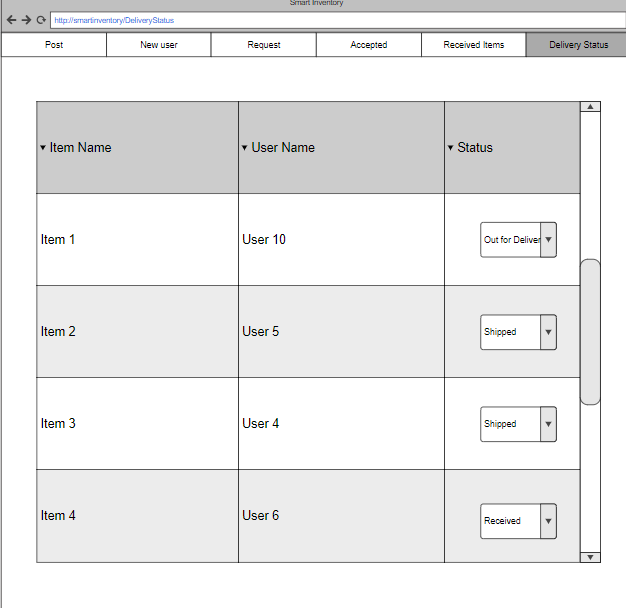 Smart Inventory
http://smartinventory/DeliveryStatus
Post New user Request Accepted Received Items Delivery Status
Item Name User Name Status
Item 1 User 10 Out for Deliver
Item 2 User 5 Shipped
Item 3 User 4 Shipped
Item 4 User 6 Received